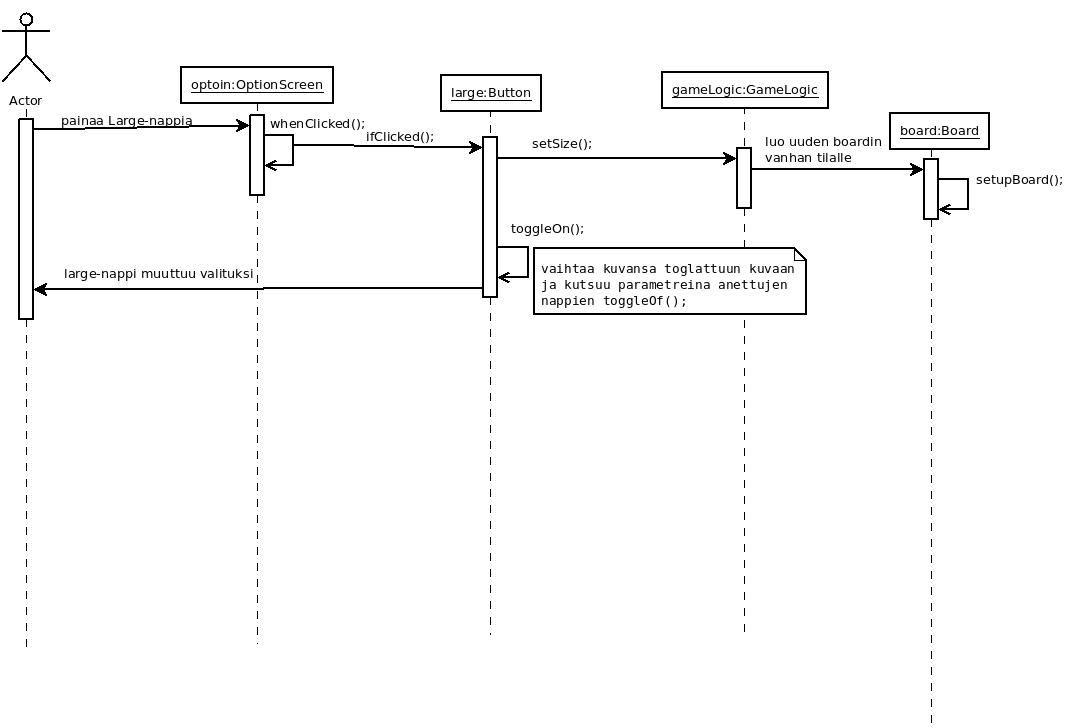 Actor
optoin:OptionScreen
large:Button
gameLogic:GameLogic
board:Board
painaa Large-nappia
whenClicked();
ifClicked();
setSize();
luo uuden boardin
vanhan tilalle
setupBoard();
toggleOn();
vaihtaa kuvansa toglattuun kuvaan
ja kutsuu parametreina anettujen
nappien toggleOf();
large-nappi muuttuu valituksi